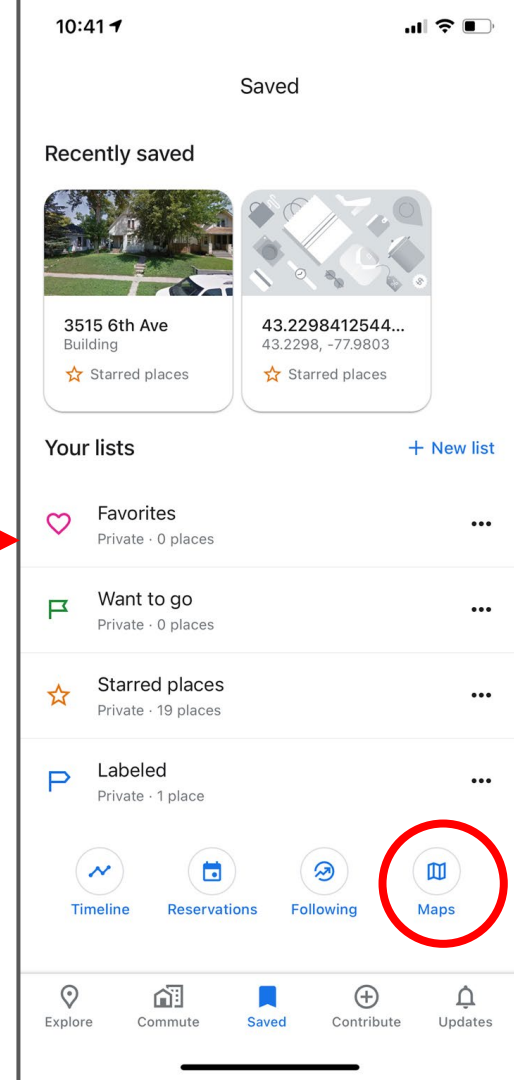 10:41
Saved
Recently saved
3515 6th Ave
Building
Starred places
43.2298412544...
43.2298, -77.9803
Starred places
Your lists
+ New list
Favorites
Private · 0 places
Want to go
Private · 0 places
Starred places
Private · 19 places
Labeled
Private · 1 place
Timeline
Reservations
Following
Maps
Explore
Commute
Saved
Contribute
Updates